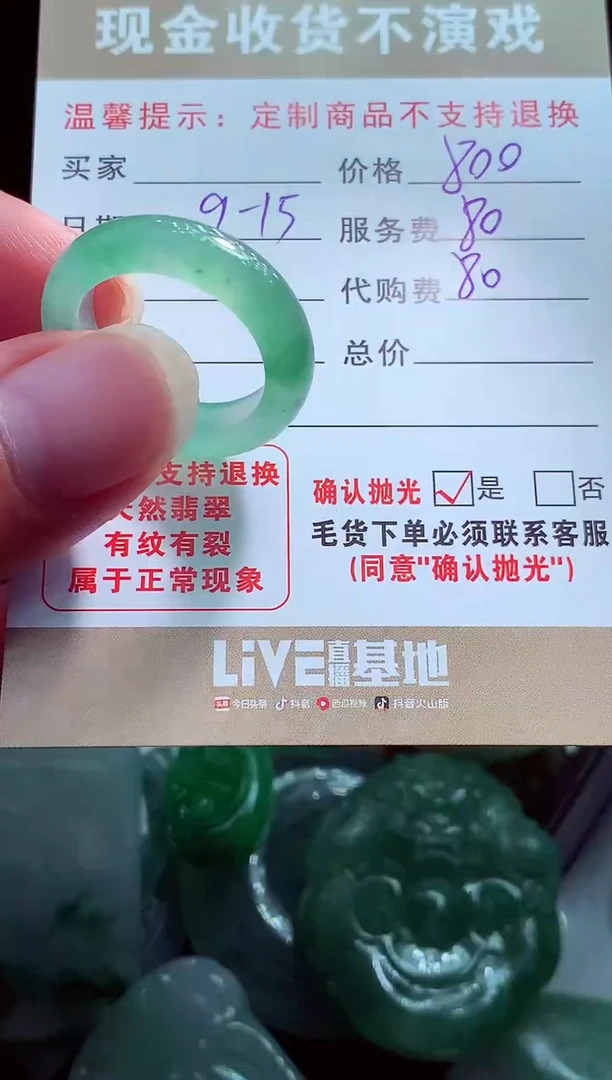 现金收货不演戏
温馨提示：定制商品不支持退换
买家 价格 800
9-15 服务费 80
代购费 80
总价
支持退换
天然翡翠
有纹有裂
属于正常现象
确认抛光 ☑是 □否
毛货下单必须联系客服
(同意"确认抛光")
LiVE直播基地
头条 今日头条 抖音 西瓜视频 抖音火山版